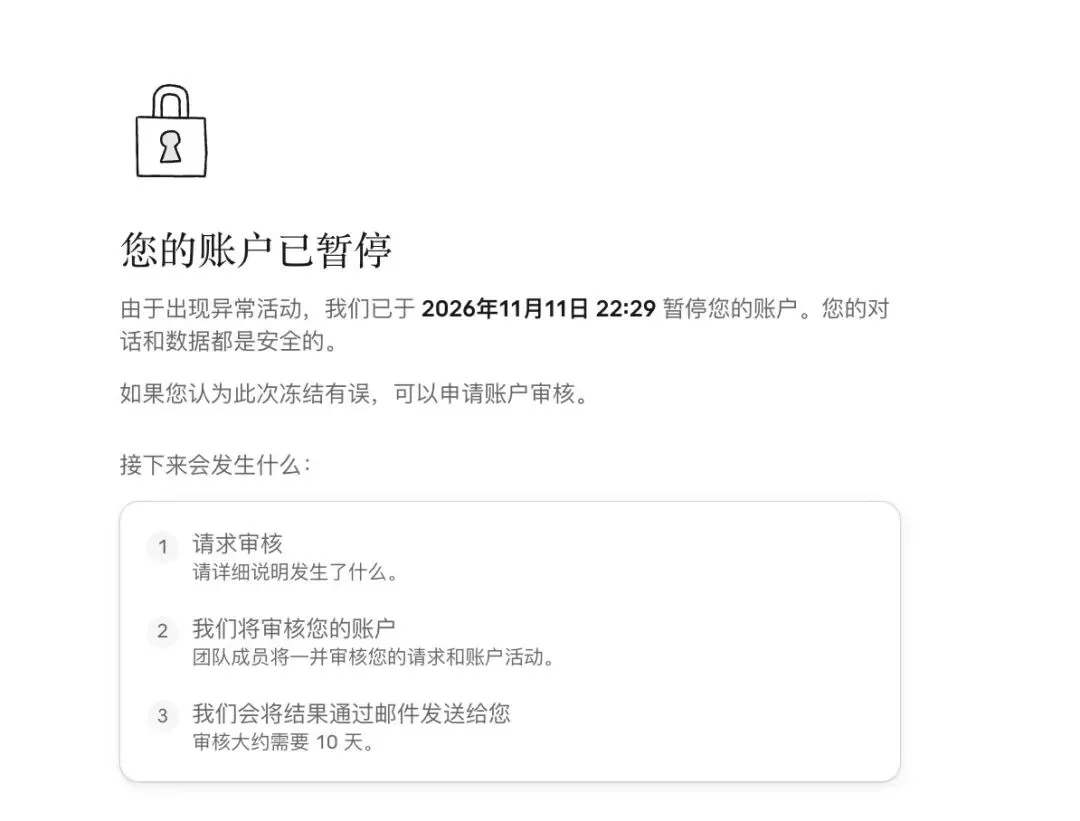 您的账户已暂停
由于出现异常活动，我们已于 2026年11月11日 22:29 暂停您的账户。您的对
话和数据都是安全的。
如果您认为此次冻结有误，可以申请账户审核。
接下来会发生什么：
1 请求审核
请详细说明发生了什么。
2 我们将审核您的账户
团队成员将一并审核您的请求和账户活动。
3 我们会将结果通过邮件发送给您
审核大约需要 10 天。